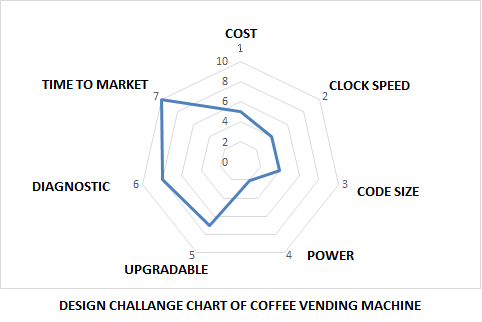 COST
1
10
8
6
4
2
0
TIME TO MARKET
7
CLOCK SPEED
2
DIAGNOSTIC
6
3
CODE SIZE
UPGRADABLE
5
4
POWER
DESIGN CHALLANGE CHART OF COFFEE VENDING MACHINE